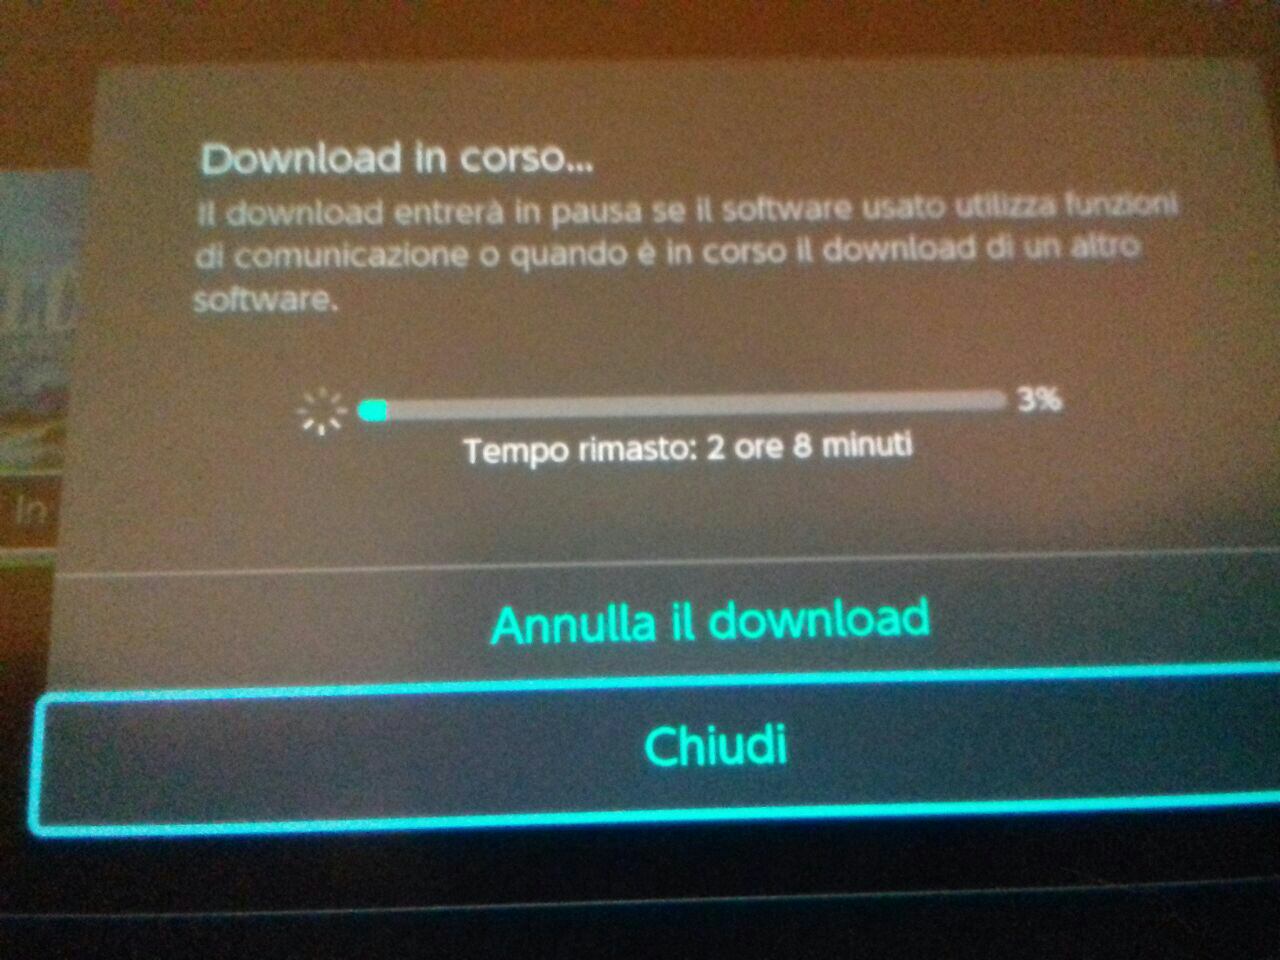 Download in corso...
Il download entrerà in pausa se il software usato utilizza funzioni
di comunicazione o quando è in corso il download di un altro
software.
3%
Tempo rimasto: 2 ore 8 minuti
In
Annulla il download
Chiudi